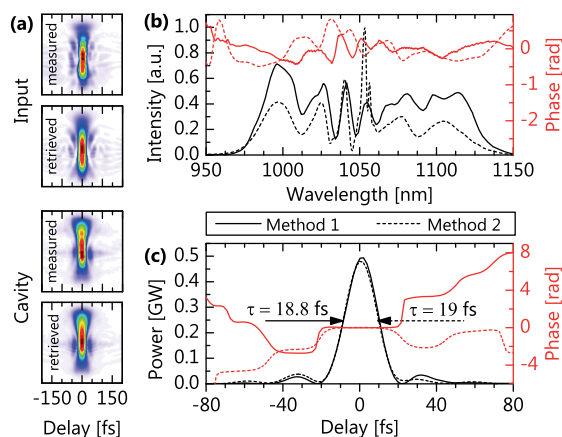 (a)
Input
measured
retrieved
Cavity
measured
retrieved
-150 0 150
Delay [fs]
(b)
Intensity [a.u.]
1.0
0.8
0.6
0.4
0.2
0.0
950 1000 1050 1100 1150
Wavelength [nm]
Phase [rad]
0
-1
-2
Method 1 Method 2
(c)
Power [GW]
0.5
0.4
0.3
0.2
0.1
0.0
τ = 18.8 fs τ = 19 fs
-80 -40 0 40 80
Delay [fs]
Phase [rad]
8
4
0
-4